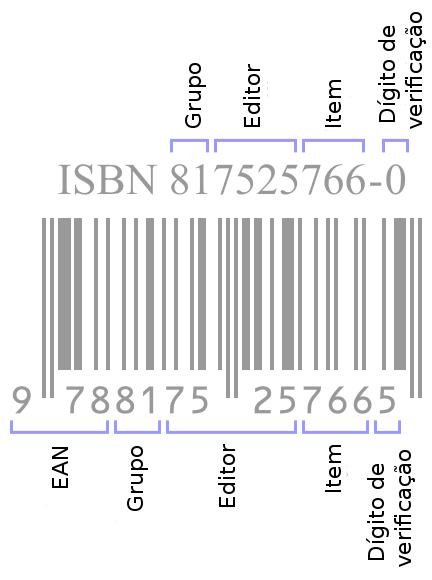 Grupo
Editor
Item
Dígito de
verificação
ISBN 817525766-0
9 788175 257665
EAN
Grupo
Editor
Item
Dígito de
verificação